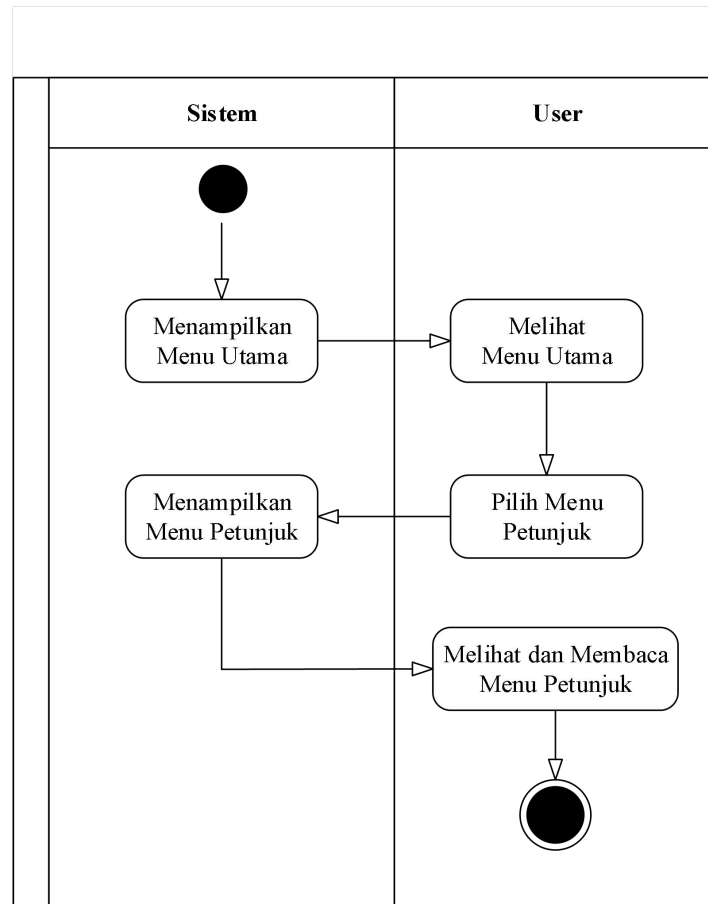 Sistem
User
Menampilkan
Menu Utama
Melihat
Menu Utama
Menampilkan
Menu Petunjuk
Pilih Menu
Petunjuk
Melihat dan Membaca
Menu Petunjuk